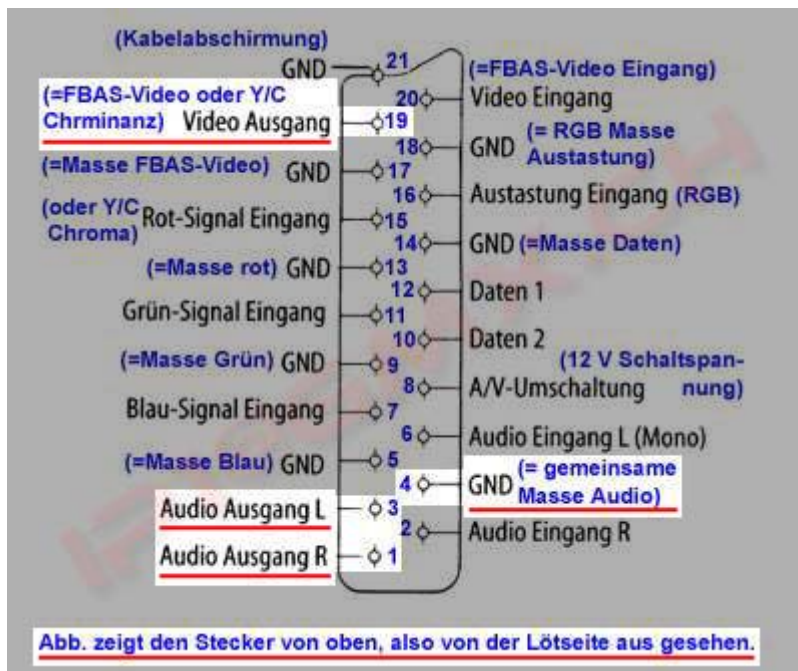 (Kabelabschirmung)
GND
21
(=FBAS-Video oder Y/C
Chrminanz) Video Ausgang
19
(=Masse FBAS-Video) GND
17
(oder Y/C
Chroma) Rot-Signal Eingang
15
(=Masse rot) GND
13
Grün-Signal Eingang
11
(=Masse Grün) GND
9
Blau-Signal Eingang
7
(=Masse Blau) GND
5
Audio Ausgang L
3
Audio Ausgang R
1
(=FBAS-Video Eingang)
20
Video Eingang
18
GND (= RGB Masse
Austastung)
16
Austastung Eingang (RGB)
14
GND (=Masse Daten)
12
Daten 1
10
Daten 2
(12 V Schaltspan-
8
A/V-Umschaltung nung)
6
Audio Eingang L (Mono)
4
GND (= gemeinsame
Masse Audio)
2
Audio Eingang R
Abb. zeigt den Stecker von oben, also von der Lötseite aus gesehen.